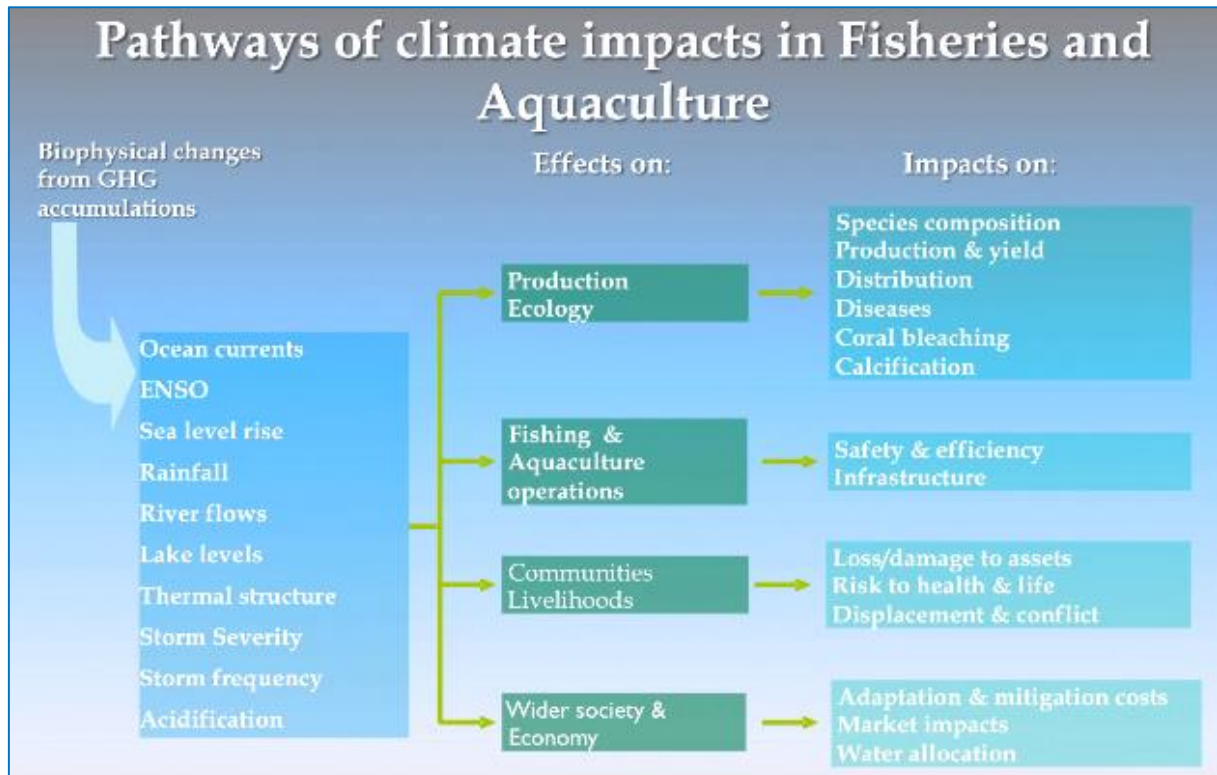 Pathways of climate impacts in Fisheries and
Aquaculture
Biophysical changes
from GHG
accumulations
Effects on:
Impacts on:
Ocean currents
ENSO
Sea level rise
Rainfall
River flows
Lake levels
Thermal structure
Storm Severity
Storm frequency
Acidification
Production
Ecology
Species composition
Production & yield
Distribution
Diseases
Coral bleaching
Calcification
Fishing &
Aquaculture
operations
Safety & efficiency
Infrastructure
Communities
Livelihoods
Loss/damage to assets
Risk to health & life
Displacement & conflict
Wider society &
Economy
Adaptation & mitigation costs
Market impacts
Water allocation